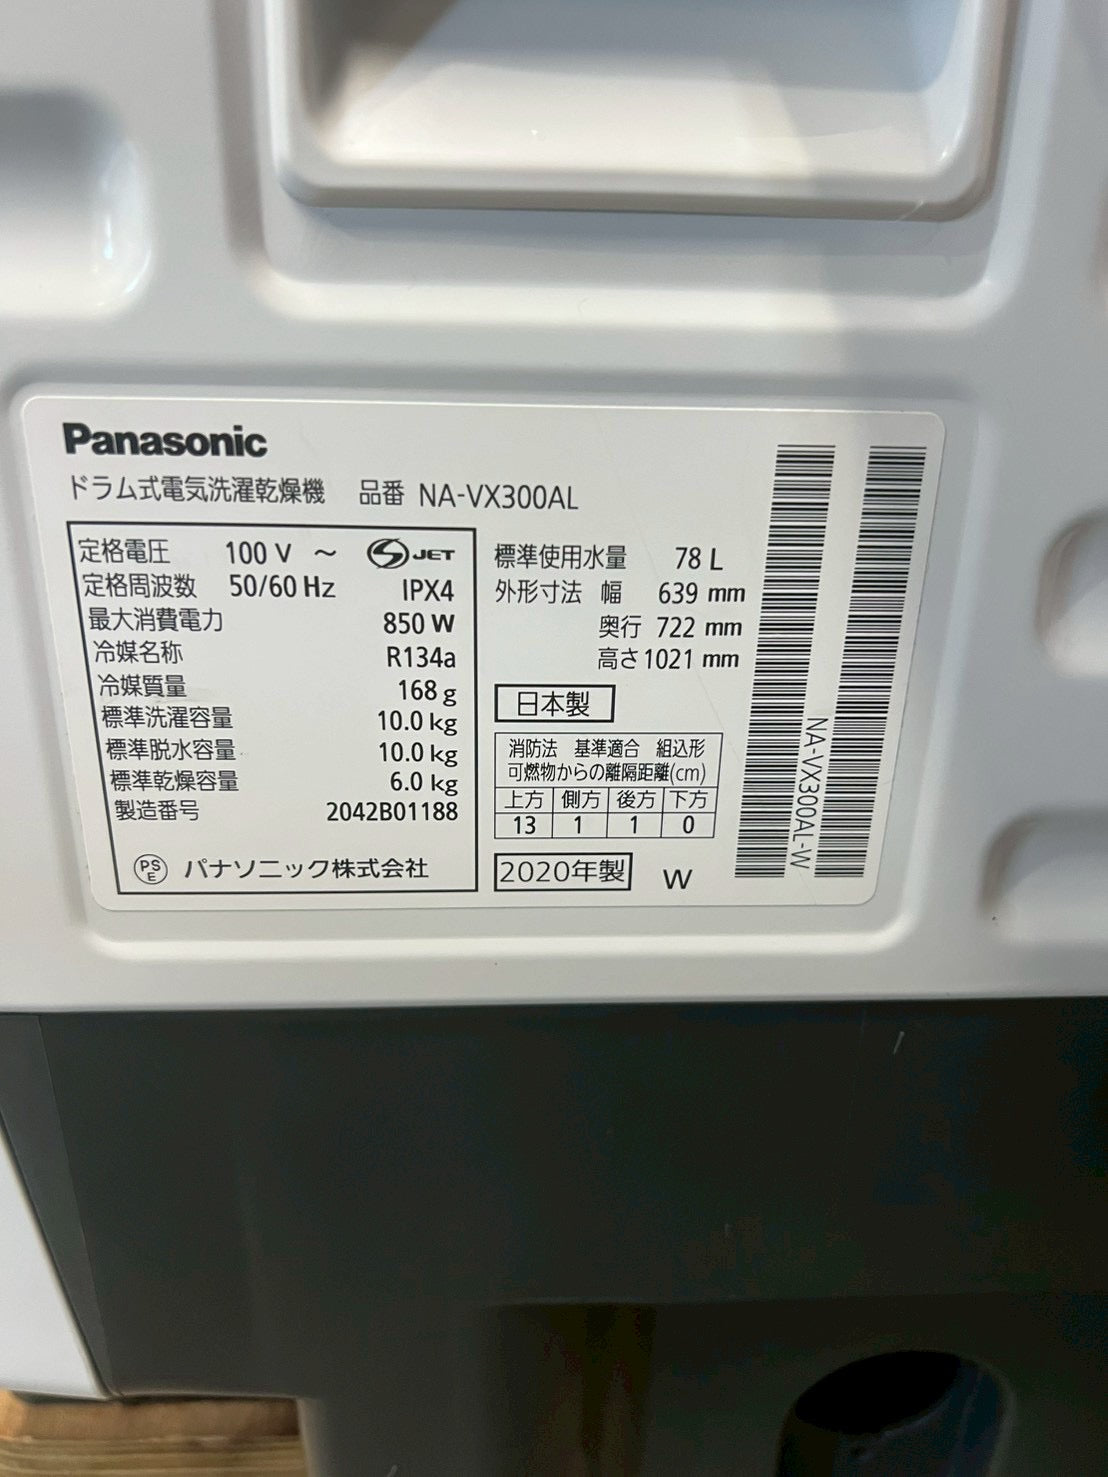 Panasonic
ドラム式電気洗濯乾燥機 品番 NA-VX300AL
定格電圧 100 V ～ S JET
定格周波数 50/60 Hz IPX4
最大消費電力 850 W
冷媒名称 R134a
冷媒質量 168 g
標準洗濯容量 10.0 kg
標準脱水容量 10.0 kg
標準乾燥容量 6.0 kg
製造番号 2042B01188
PSE パナソニック株式会社
標準使用水量 78 L
外形寸法 幅 639 mm
奥行 722 mm
高さ 1021 mm
日本製
消防法 基準適合 組込形
可燃物からの離隔距離(cm)
上方 側方 後方 下方
13 1 1 0
2020年製 W
NA-VX300AL-W